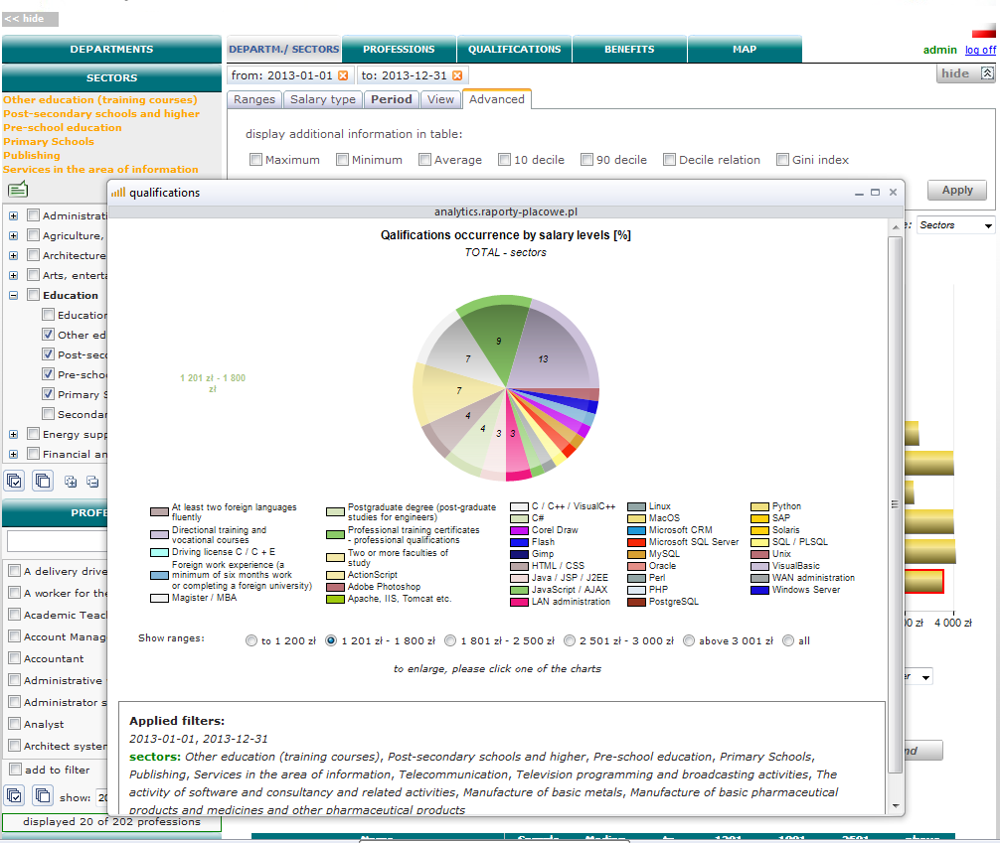 << hide
DEPARTMENTS
DEPARTM./ SECTORS
PROFESSIONS
QUALIFICATIONS
BENEFITS
MAP
admin log off
SECTORS
from: 2013-01-01 to: 2013-12-31
hide
Other education (training courses)
Post-secondary schools and higher
Pre-school education
Primary Schools
Publishing
Services in the area of information
Ranges Salary type Period View Advanced
display additional information in table:
Maximum Minimum Average 10 decile 90 decile Decile relation Gini index
Apply
Sectors
Administrati
Agriculture,
Architecture
Arts, enterta
Education
Education
Other ed
Post-sec
Pre-scho
Primary S
Secondar
Energy supp
Financial an
PROFE
A delivery drive
A worker for the
Academic Teac
Account Manag
Accountant
Administrative
Administrator s
Analyst
Architect system
add to filter
show: 20
displayed 20 of 202 professions
qualifications
analytics.raporty-placowe.pl
Qalifications occurrence by salary levels [%]
TOTAL - sectors
1 201 zł - 1 800
zł
9
13
7
7
4
4
3
3
At least two foreign languages
fluently
Directional training and
vocational courses
Driving license C / C + E
Foreign work experience (a
minimum of six months work
or completing a foreign university)
Magister / MBA
Postgraduate degree (post-graduate
studies for engineers)
Professional training certificates
- professional qualifications
Two or more faculties of
study
ActionScript
Adobe Photoshop
Apache, IIS, Tomcat etc.
C / C++ / VisualC++
C#
Corel Draw
Flash
Gimp
HTML / CSS
Java / JSP / J2EE
JavaScript / AJAX
LAN administration
Linux
MacOS
Microsoft CRM
Microsoft SQL Server
MySQL
Oracle
Perl
PHP
PostgreSQL
Python
SAP
Solaris
SQL / PLSQL
Unix
VisualBasic
WAN administration
Windows Server
Show ranges: to 1 200 zł 1 201 zł - 1 800 zł 1 801 zł - 2 500 zł 2 501 zł - 3 000 zł above 3 001 zł all
to enlarge, please click one of the charts
Applied filters:
2013-01-01, 2013-12-31
sectors: Other education (training courses), Post-secondary schools and higher, Pre-school education, Primary Schools,
Publishing, Services in the area of information, Telecommunication, Television programming and broadcasting activities, The
activity of software and consultancy and related activities, Manufacture of basic metals, Manufacture of basic pharmaceutical
products and medicines and other pharmaceutical products
00 zł 4 000 zł